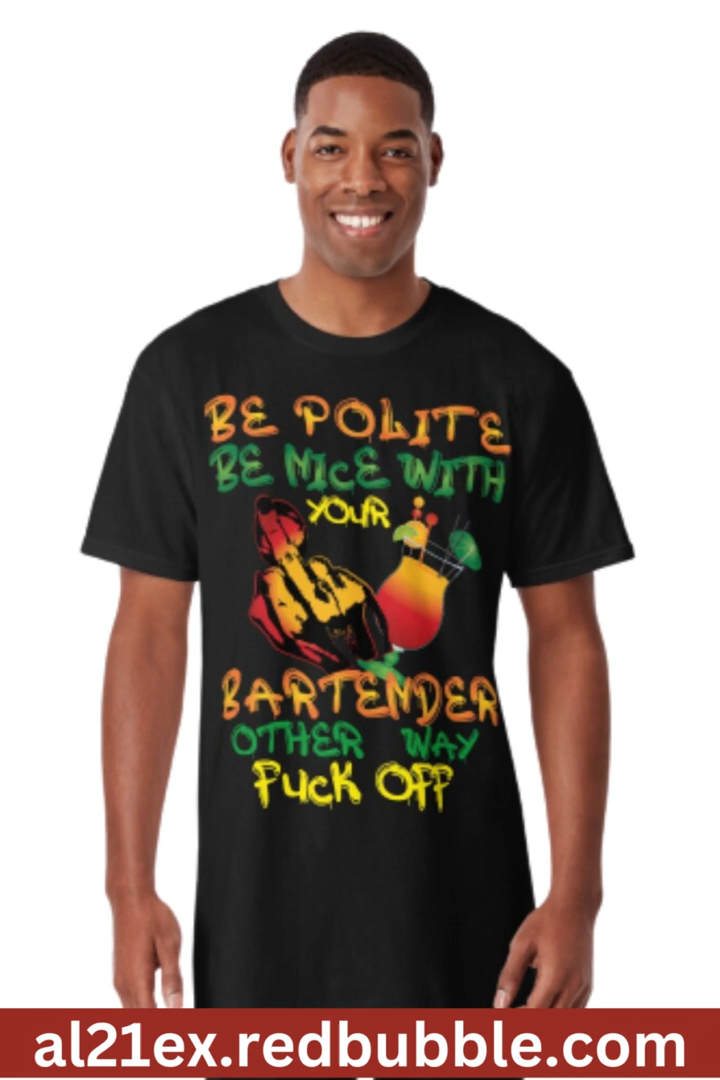 BE POLITE
BE NICE WITH
YOUR
BARTENDER
OTHER WAY
FUCK OFF
al21ex.redbubble.com